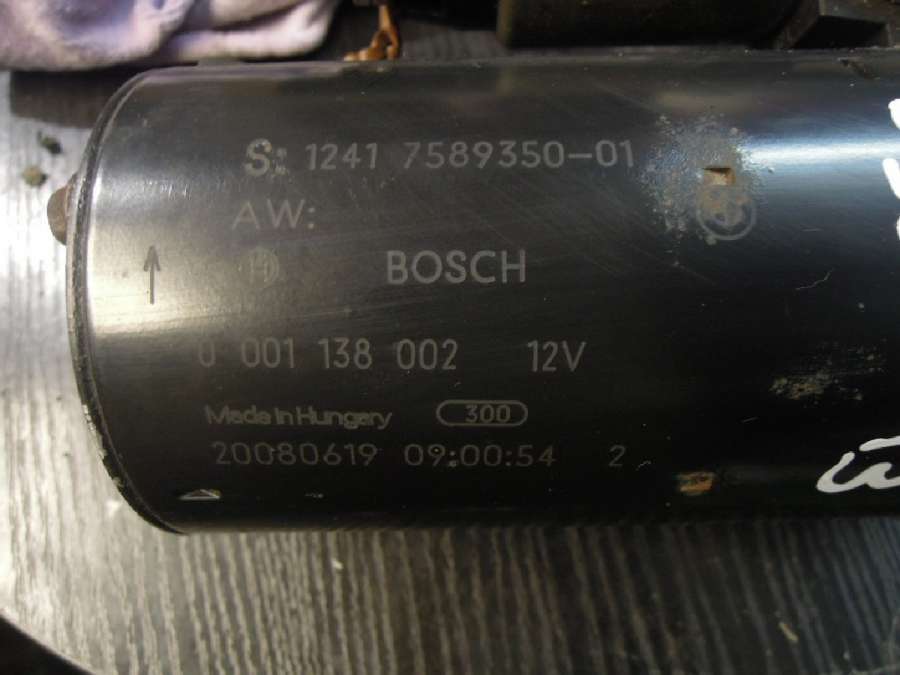 S: 1241 7589350-01
AW:
BOSCH
0 001 138 002 12V
Made in Hungary 300
20080619 09:00:54 2